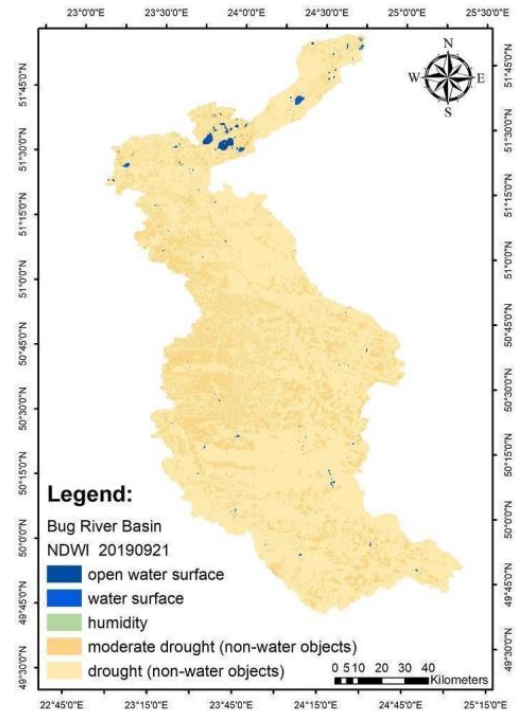 23°0'0"E 23°30'0"E 24°0'0"E 24°30'0"E 25°0'0"E 25°30'0"E
N
W E
S
51°45'0"N 51°45'0"N
51°30'0"N 51°30'0"N
51°15'0"N 51°15'0"N
51°0'0"N 51°0'0"N
50°45'0"N 50°45'0"N
50°30'0"N 50°30'0"N
50°15'0"N 50°15'0"N
50°0'0"N 50°0'0"N
49°45'0"N 49°45'0"N
49°30'0"N 49°30'0"N
Legend:
Bug River Basin
NDWI 20190921
open water surface
water surface
humidity
moderate drought (non-water objects)
drought (non-water objects)
0 5 10 20 30 40
Kilometers
22°45'0"E 23°15'0"E 23°45'0"E 24°15'0"E 24°45'0"E 25°15'0"E